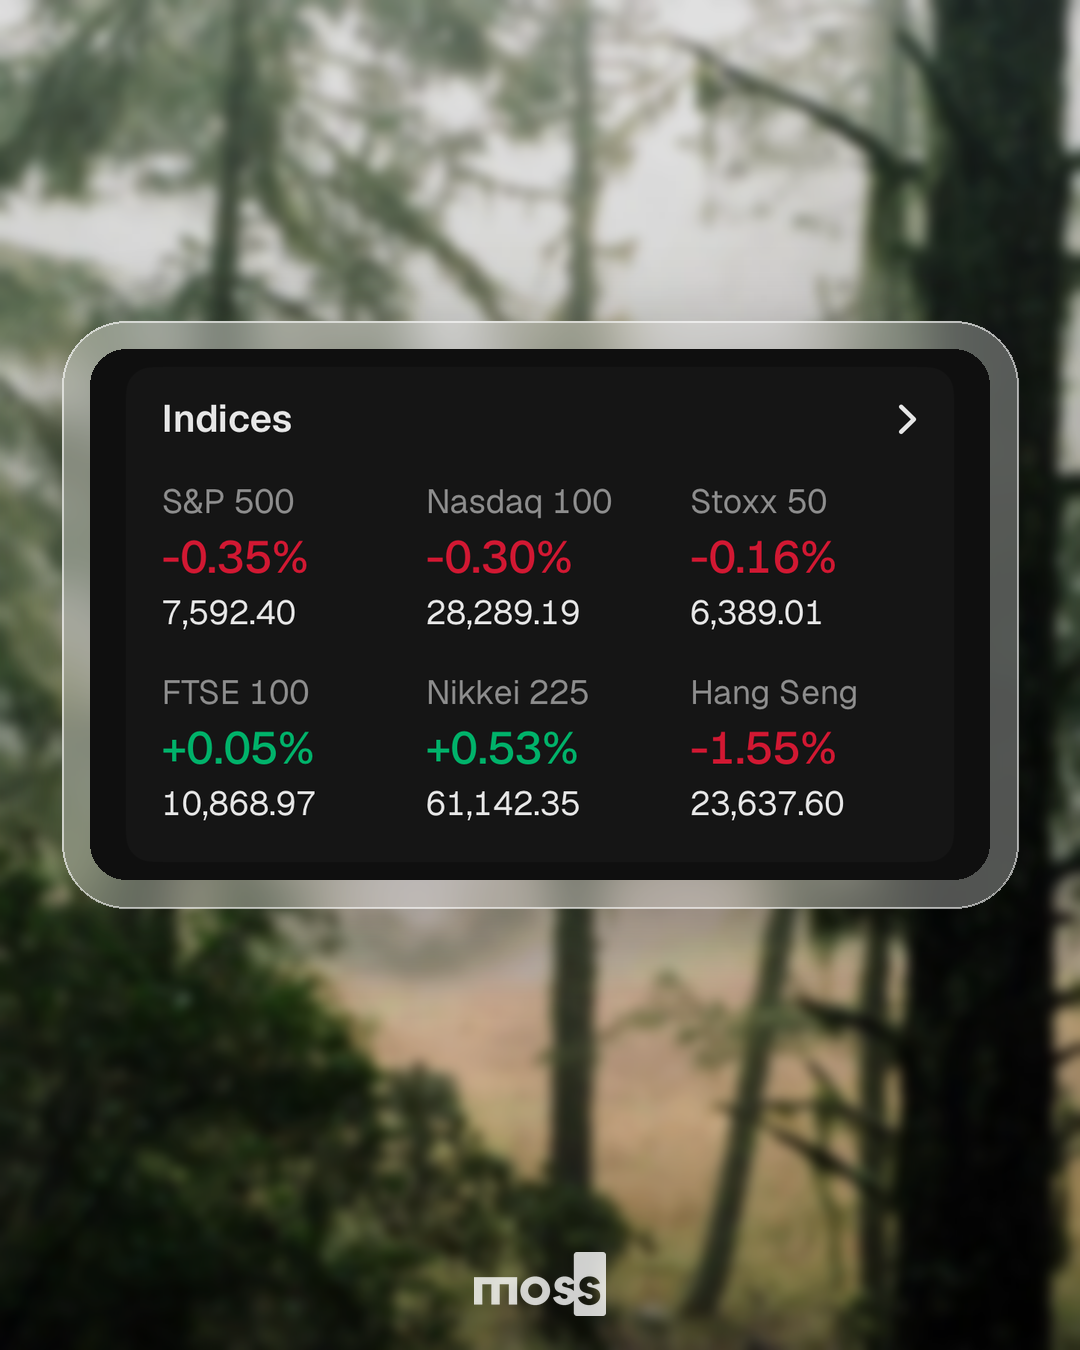 Indices
S&P 500 Nasdaq 100 Stoxx 50
-0.35% -0.30% -0.16%
7,592.40 28,289.19 6,389.01
FTSE 100 Nikkei 225 Hang Seng
+0.05% +0.53% -1.55%
10,868.97 61,142.35 23,637.60
moss